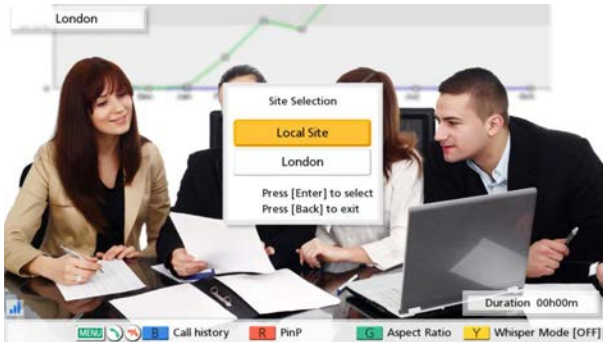 London
Site Selection
Local Site
London
Press [Enter] to select
Press [Back] to exit
Duration 00h00m
MENU B Call history R PinP G Aspect Ratio Y Whisper Mode [OFF]